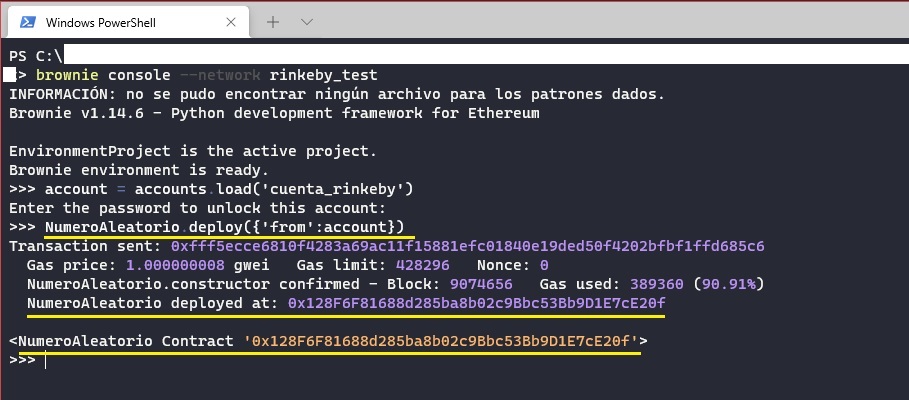 Windows PowerShell
PS C:\
> brownie console --network rinkeby_test
INFORMACIÓN: no se pudo encontrar ningún archivo para los patrones dados.
Brownie v1.14.6 - Python development framework for Ethereum
EnvironmentProject is the active project.
Brownie environment is ready.
>>> account = accounts.load('cuenta_rinkeby')
Enter the password to unlock this account:
>>> NumeroAleatorio.deploy({'from':account})
Transaction sent: 0xfff5ecce6810f4283a69ac11f15881efc01840e19ded50f4202bfbf1ffd685c6
Gas price: 1.000000008 gwei   Gas limit: 428296   Nonce: 0
NumeroAleatorio.constructor confirmed - Block: 9074656   Gas used: 389360 (90.91%)
NumeroAleatorio deployed at: 0x128F6F81688d285ba8b02c9Bbc53Bb9D1E7cE20f
<NumeroAleatorio Contract '0x128F6F81688d285ba8b02c9Bbc53Bb9D1E7cE20f'>
>>>